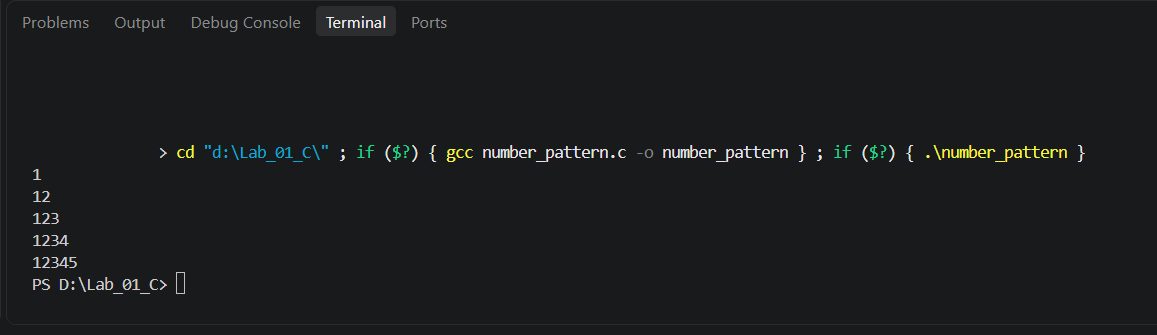 Problems Output Debug Console Terminal Ports
> cd "d:\Lab_01_C\" ; if ($?) { gcc number_pattern.c -o number_pattern } ; if ($?) { .\number_pattern }
1
12
123
1234
12345
PS D:\Lab_01_C>